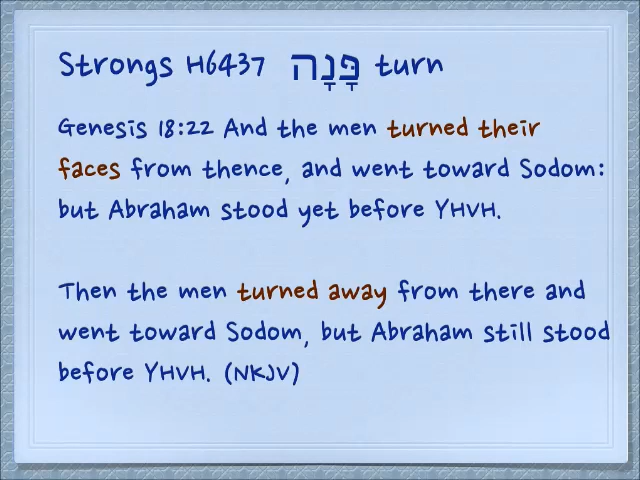 Strongs H6437 פָּנָה turn
Genesis 18:22 And the men turned their
faces from thence, and went toward Sodom:
but Abraham stood yet before YHVH.
Then the men turned away from there and
went toward Sodom, but Abraham still stood
before YHVH. (NKJV)